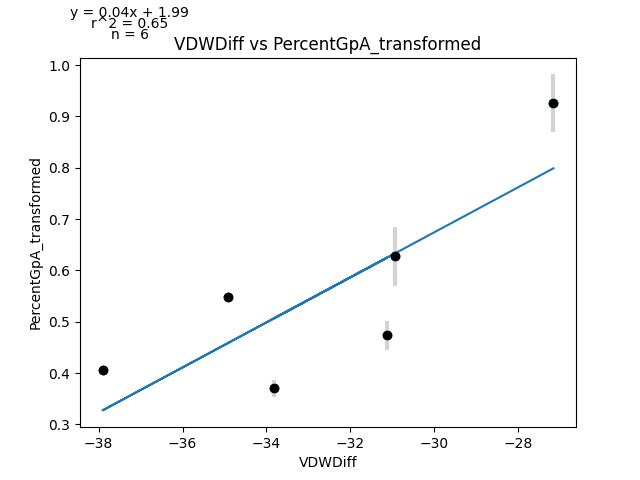 y = 0.04x + 1.99
r^2 = 0.65
n = 6
VDWDiff vs PercentGpA_transformed
1.0
0.9
0.8
0.7
0.6
0.5
0.4
0.3
PercentGpA_transformed
−38
−36
−34
−32
−30
−28
VDWDiff